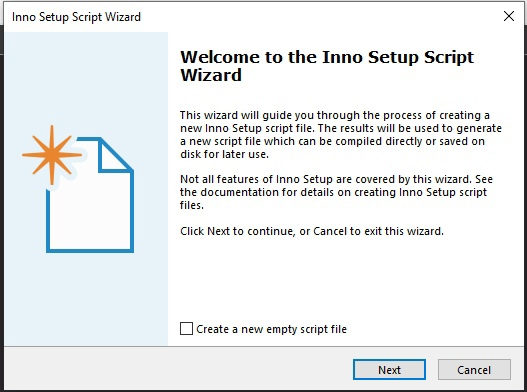 Inno Setup Script Wizard
Welcome to the Inno Setup Script
Wizard
This wizard will guide you through the process of creating a
new Inno Setup script file. The results will be used to generate
a new script file which can be compiled directly or saved on
disk for later use.
Not all features of Inno Setup are covered by this wizard. See
the documentation for details on creating Inno Setup script
files.
Click Next to continue, or Cancel to exit this wizard.
Create a new empty script file
Next
Cancel